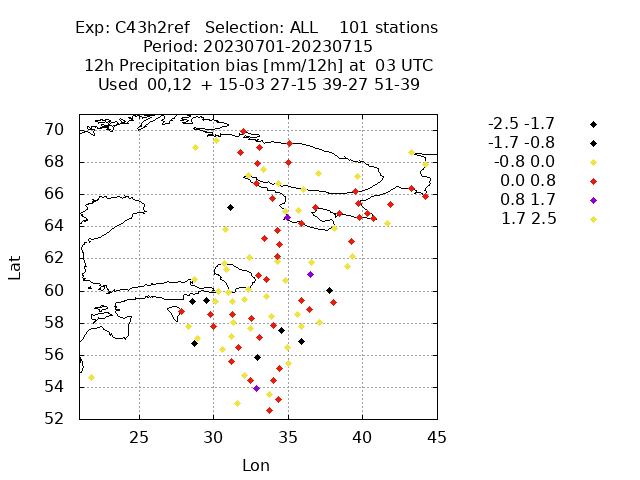 Exp: C43h2ref   Selection: ALL    101 stations
Period: 20230701-20230715
12h Precipitation bias [mm/12h] at  03 UTC
Used  00,12  + 15-03 27-15 39-27 51-39
-2.5 -1.7
-1.7 -0.8
-0.8 0.0
0.0 0.8
0.8 1.7
1.7 2.5
Lat
70
68
66
64
62
60
58
56
54
52
25 30 35 40 45
Lon